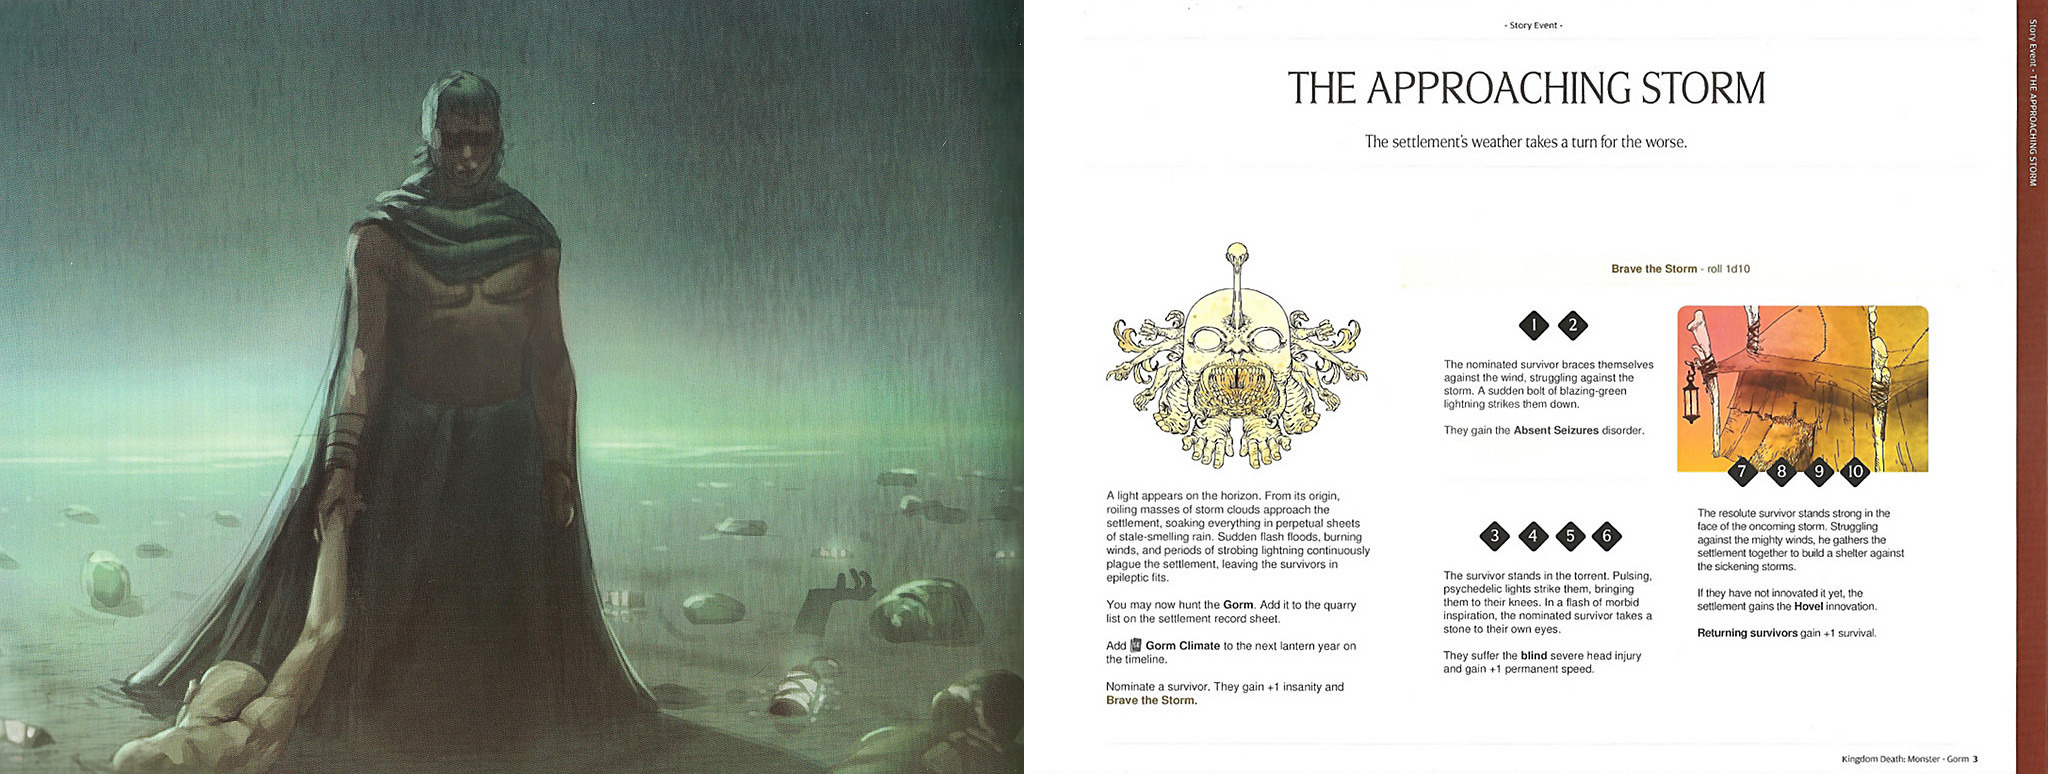 - Story Event -
THE APPROACHING STORM
The settlement's weather takes a turn for the worse.
A light appears on the horizon. From its origin,
roiling masses of storm clouds approach the
settlement, soaking everything in perpetual sheets
of stale-smelling rain. Sudden flash floods, burning
winds, and periods of strobing lightning continuously
plague the settlement, leaving the survivors in
epileptic fits.
You may now hunt the Gorm. Add it to the quarry
list on the settlement record sheet.
Add Gorm Climate to the next lantern year on
the timeline.
Nominate a survivor. They gain +1 insanity and
Brave the Storm.
Brave the Storm - roll 1d10
1 2
The nominated survivor braces themselves
against the wind, struggling against the
storm. A sudden bolt of blazing-green
lightning strikes them down.
They gain the Absent Seizures disorder.
3 4 5 6
The survivor stands in the torrent. Pulsing,
psychedelic lights strike them, bringing
them to their knees. In a flash of morbid
inspiration, the nominated survivor takes a
stone to their own eyes.
They suffer the blind severe head injury
and gain +1 permanent speed.
7 8 9 10
The resolute survivor stands strong in the
face of the oncoming storm. Struggling
against the mighty winds, he gathers the
settlement together to build a shelter against
the sickening storms.
If they have not innovated it yet, the
settlement gains the Hovel innovation.
Returning survivors gain +1 survival.
Kingdom Death: Monster - Gorm 3
Story Event - THE APPROACHING STORM